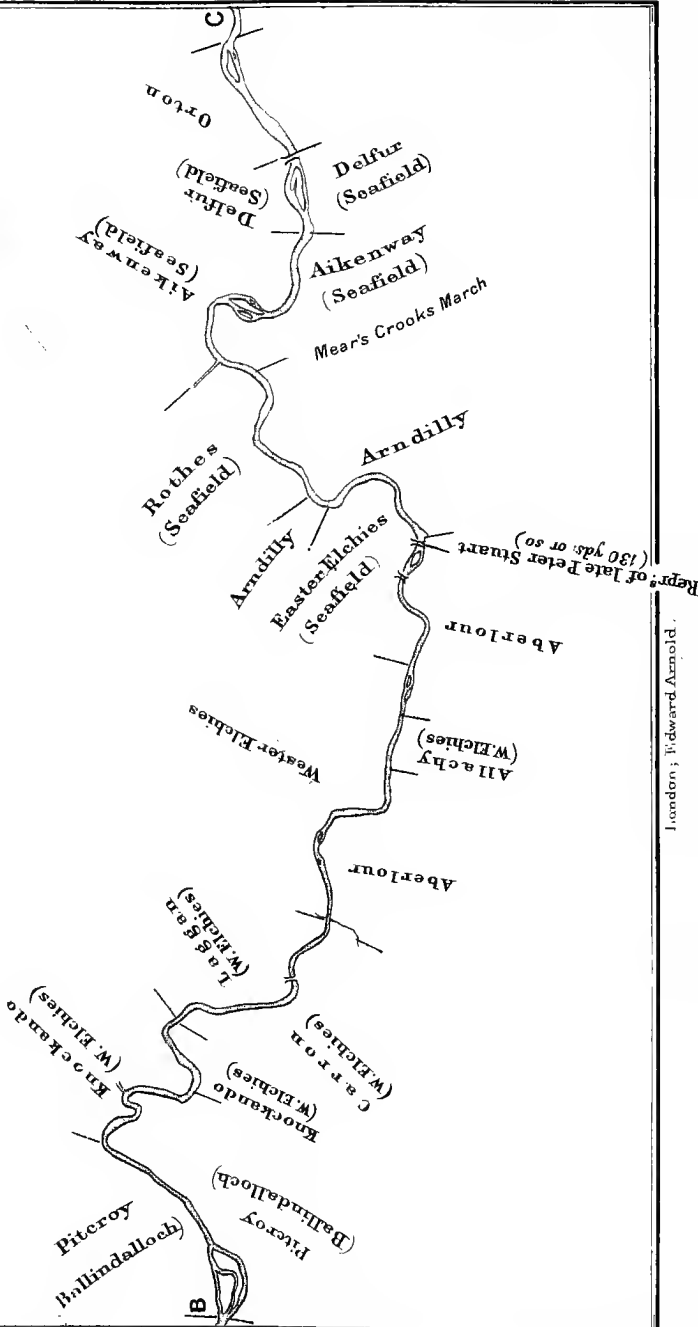 C
Orton
Delfur
(Seafield)
Delfur
(Seafield)
Aikenway
(Seafield)
Aikenway
(Seafield)
Mear's Crooks March
Rothes
(Seafield)
Arndilly
Arndilly
Easter Elchies
(Seafield)
Reprs. of late Peter Stuart
(130 yds. or so)
Aberlour
Wester Elchies
Allachy
(W.Elchies)
London; Edward Arnold.
Aberlour
Laggan
(W.Elchies)
Carron
(W.Elchies)
Knockando
(W. Elchies)
Knockando
(W.Elchies)
Pitcroy
Ballindalloch)
Pitcroy
(Ballindalloch)
B